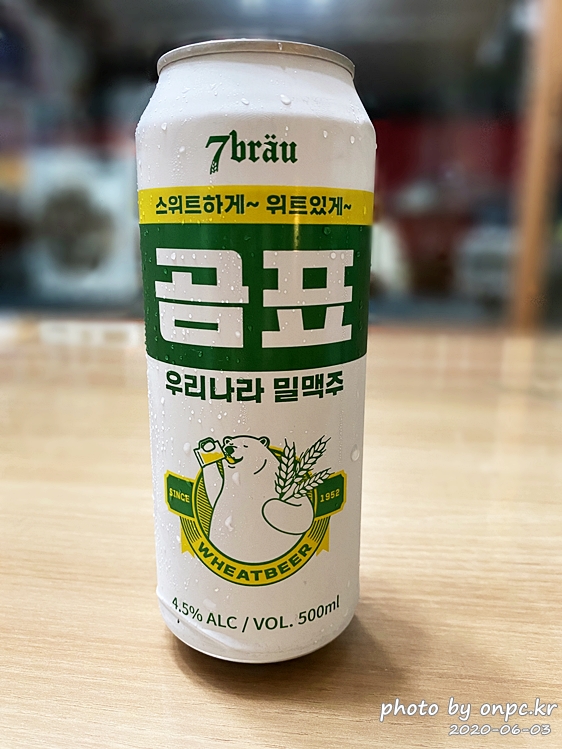 7bräu
스위트하게~ 위트있게~
곰표
우리나라 밀맥주
SINCE 1952
WHEATBEER
4.5% ALC / VOL. 500ml
photo by onpc.kr
2020-06-03